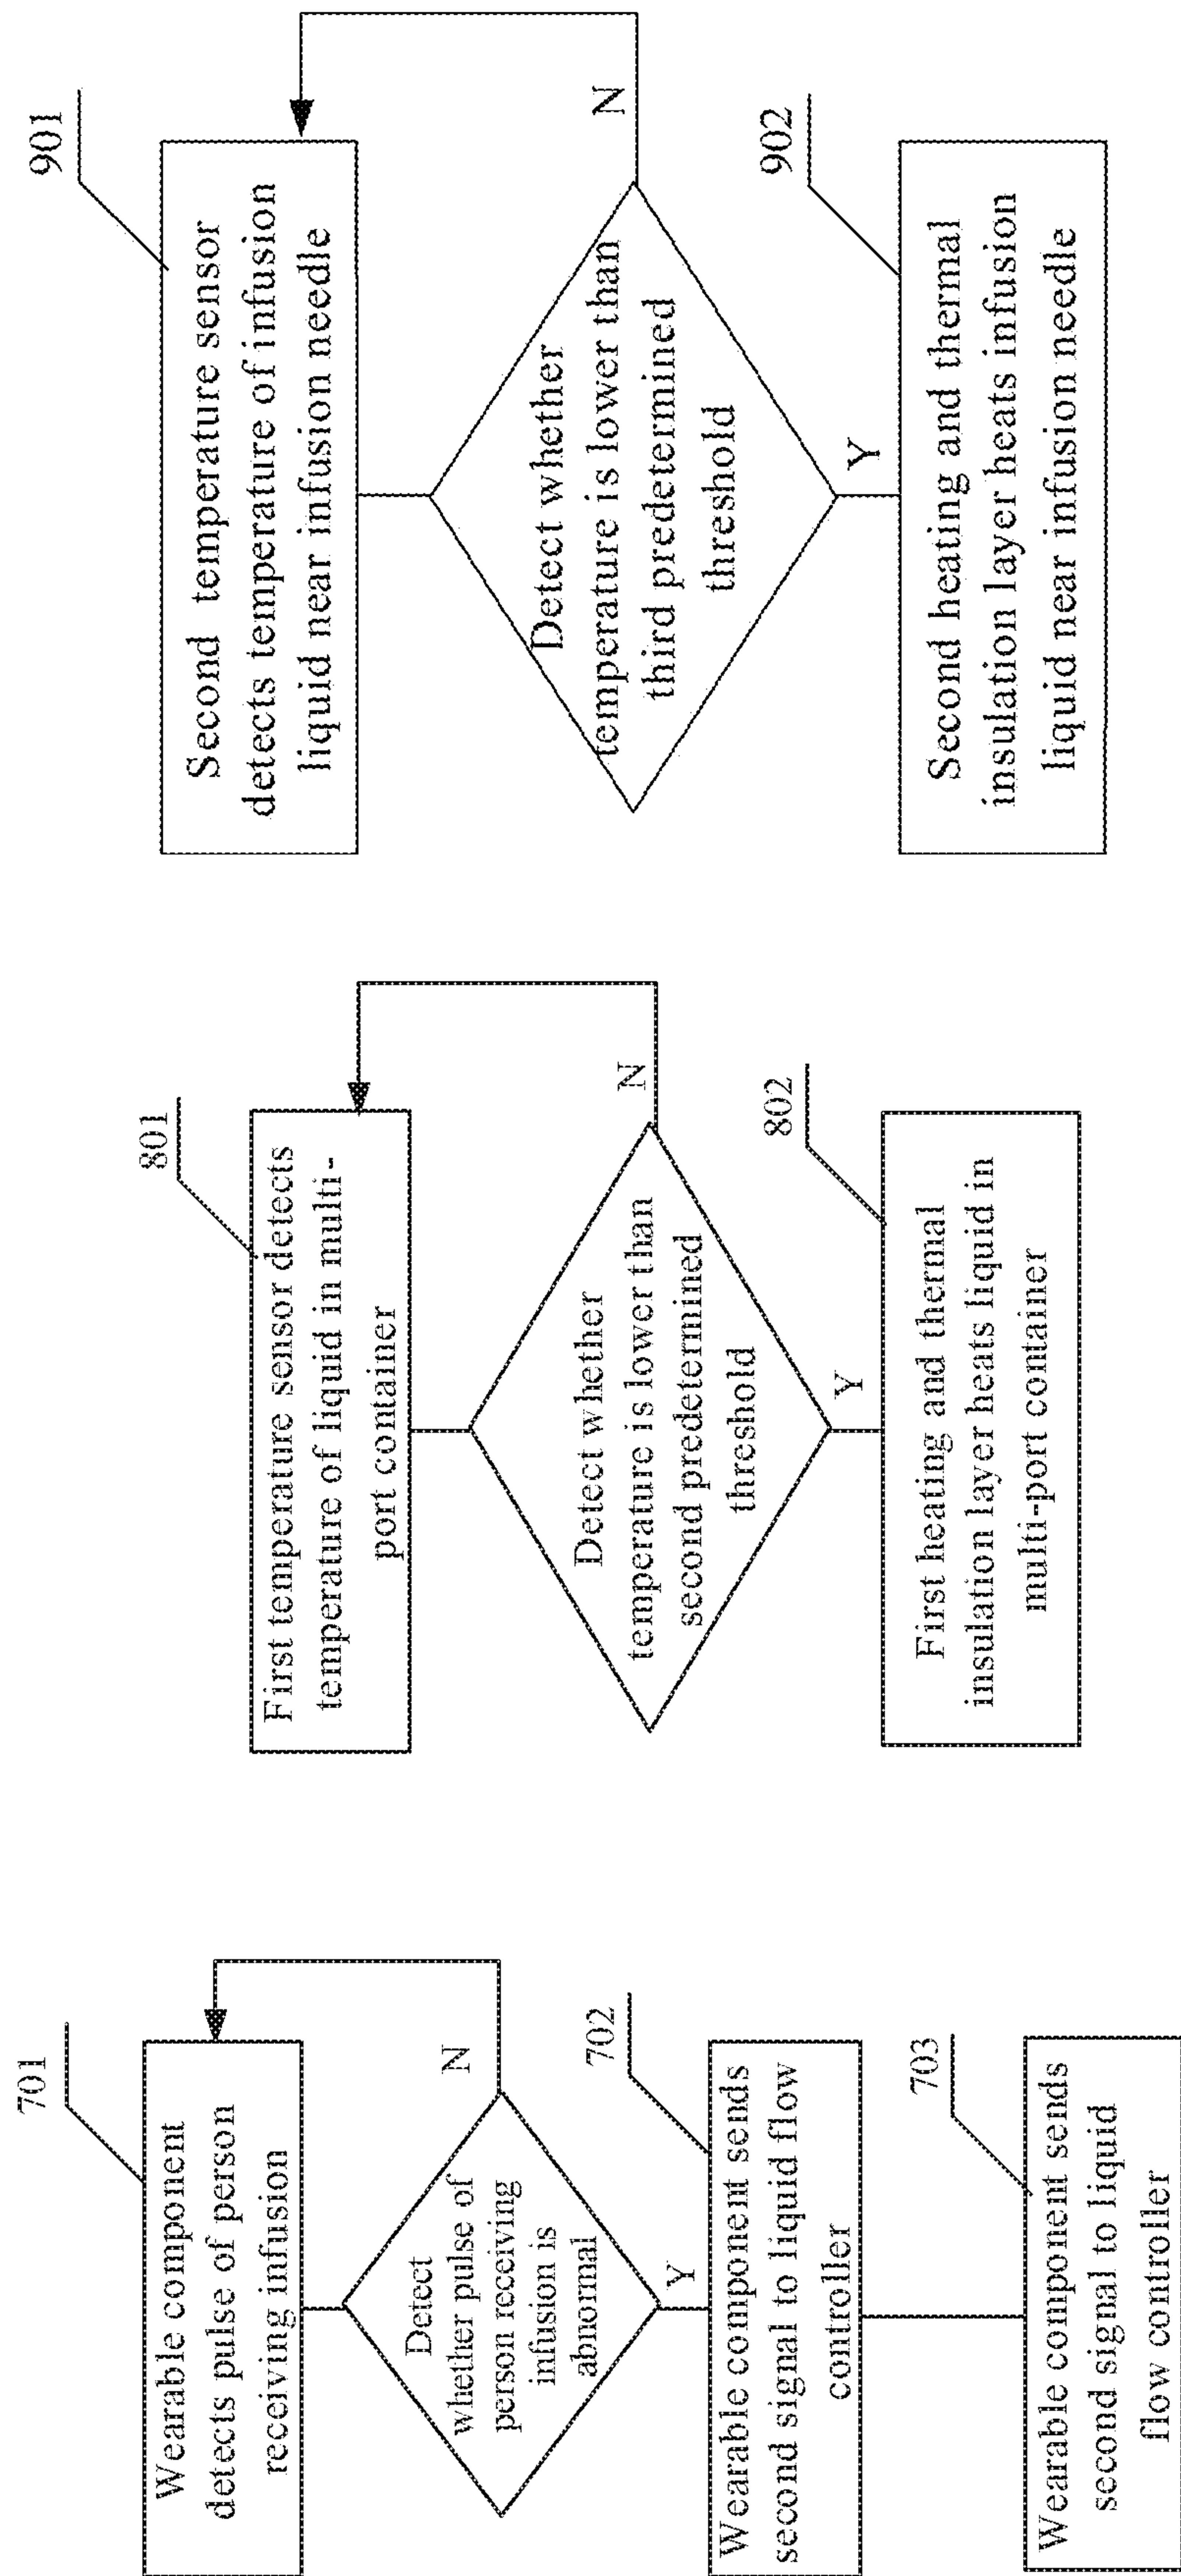 701
Wearable component
detects pulse of person
receiving infusion
Detect
whether pulse of
person receiving
infusion is
abnormal
N
Y
702
Wearable component sends
second signal to liquid flow
controller
703
Wearable component sends
second signal to liquid
flow controller
801
First temperature sensor detects
temperature of liquid in multi-
port container
Detect whether
temperature is lower than
second predetermined
threshold
N
Y
802
First heating and thermal
insulation layer heats liquid in
multi-port container
901
Second temperature sensor
detects temperature of infusion
liquid near infusion needle
Detect whether
temperature is lower than
third predetermined
threshold
N
Y
902
Second heating and thermal
insulation layer heats infusion
liquid near infusion needle